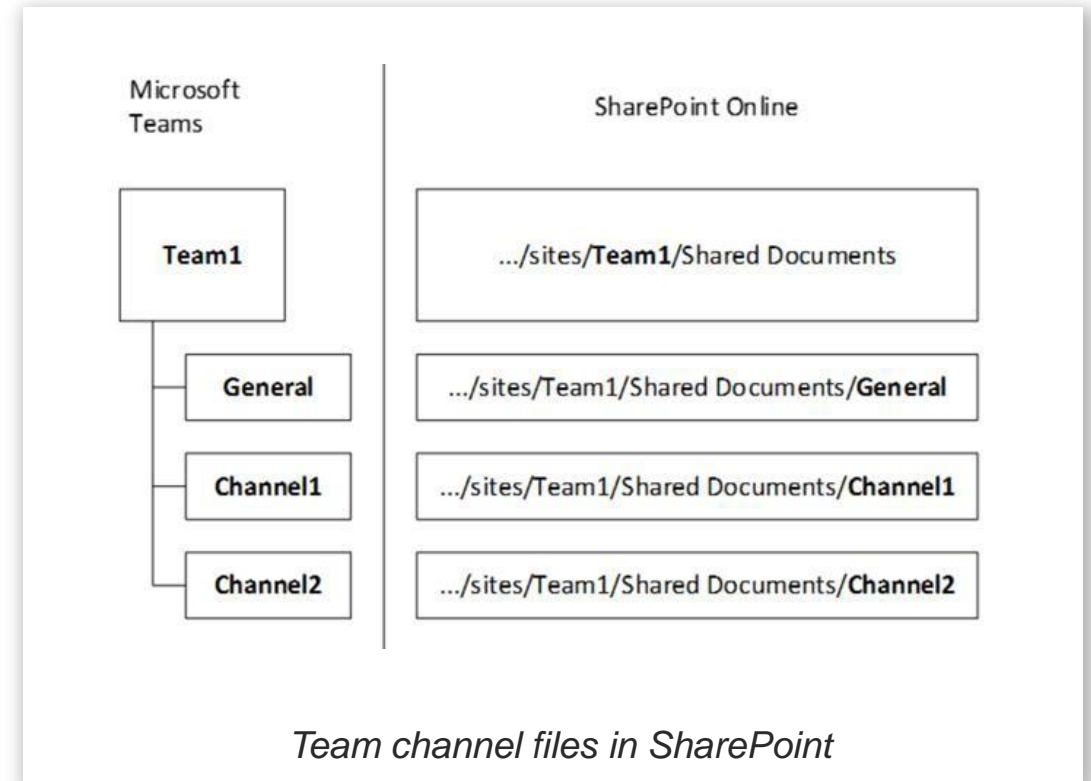 Microsoft
Teams
SharePoint Online
Team1
.../sites/Team1/Shared Documents
General
.../sites/Team1/Shared Documents/General
Channel1
.../sites/Team1/Shared Documents/Channel1
Channel2
.../sites/Team1/Shared Documents/Channel2
Team channel files in SharePoint